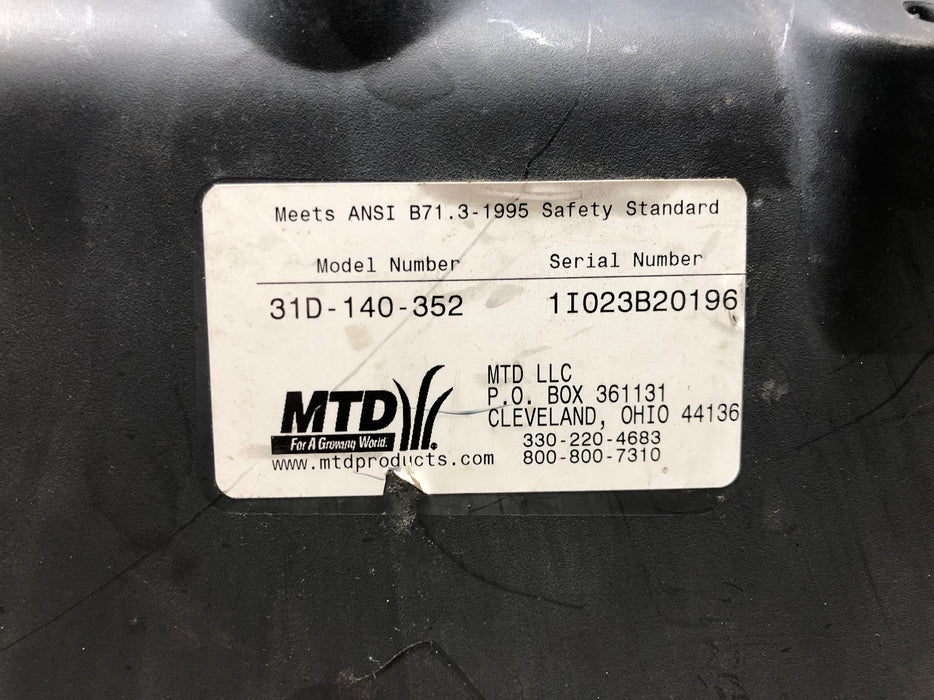 Meets ANSI B71.3-1995 Safety Standard
Model Number Serial Number
31D-140-352 1I023B20196
MTD
For A Growing World.
www.mtdproducts.com
MTD LLC
P.O. BOX 361131
CLEVELAND, OHIO 44136
330-220-4683
800-800-7310